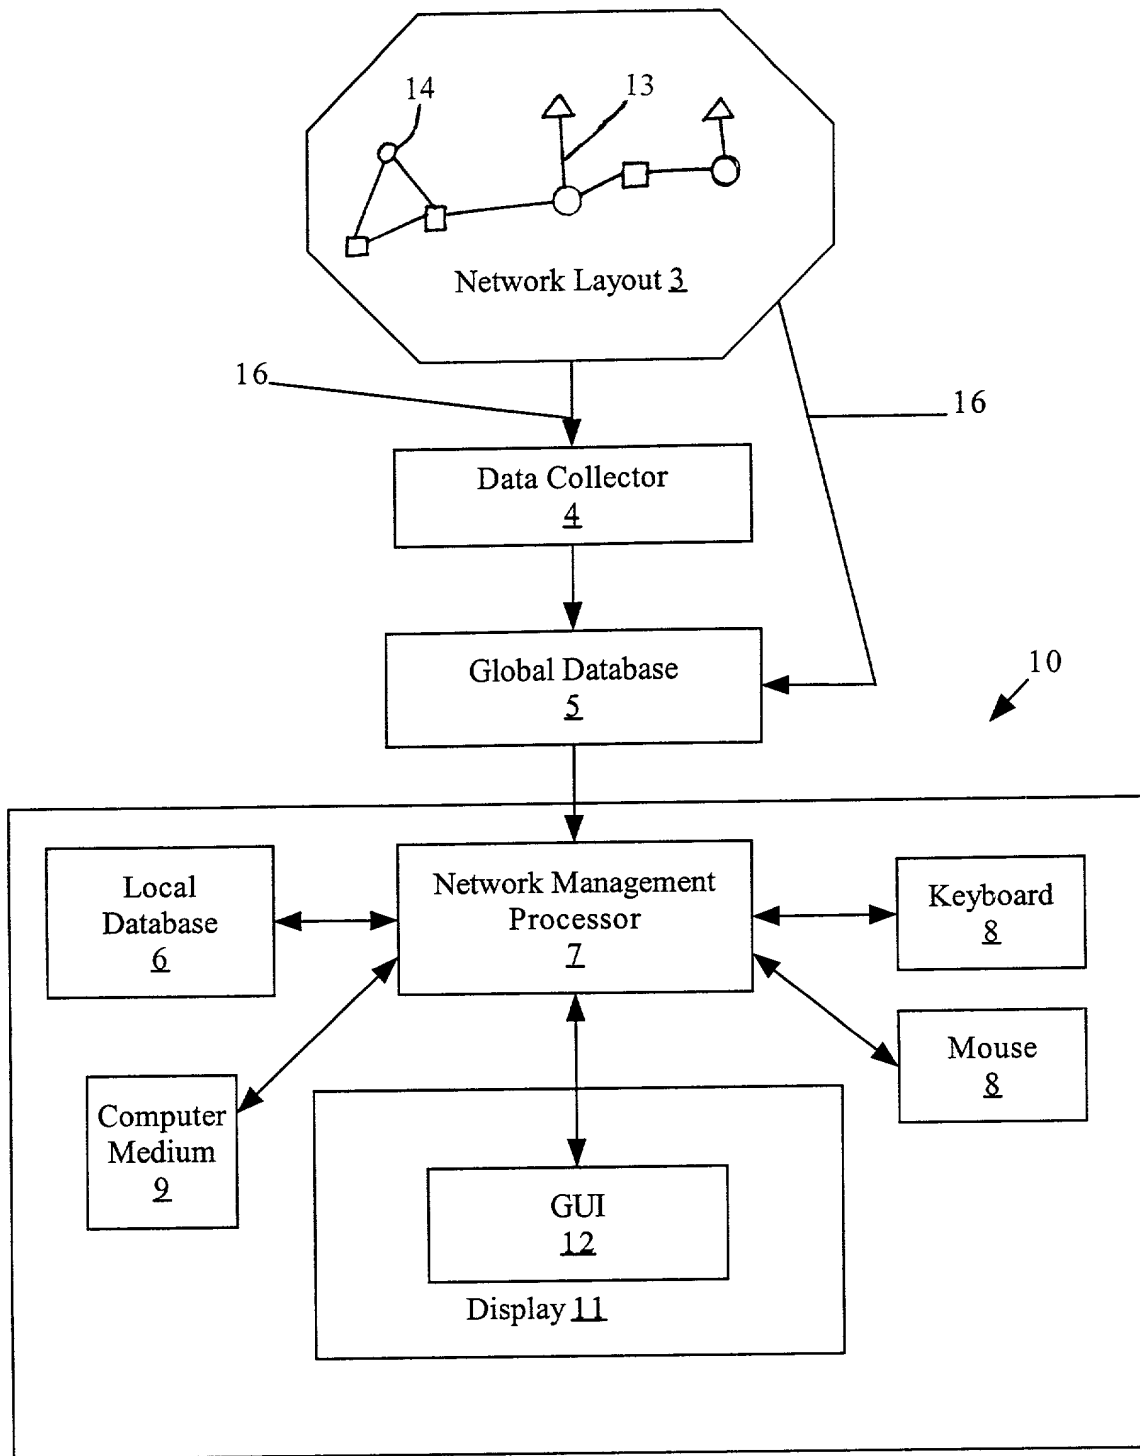 14
13
Network Layout 3
16
16
Data Collector
4
Global Database
5
10
Local
Database
6
Network Management
Processor
7
Keyboard
8
Mouse
8
Computer
Medium
9
GUI
12
Display 11